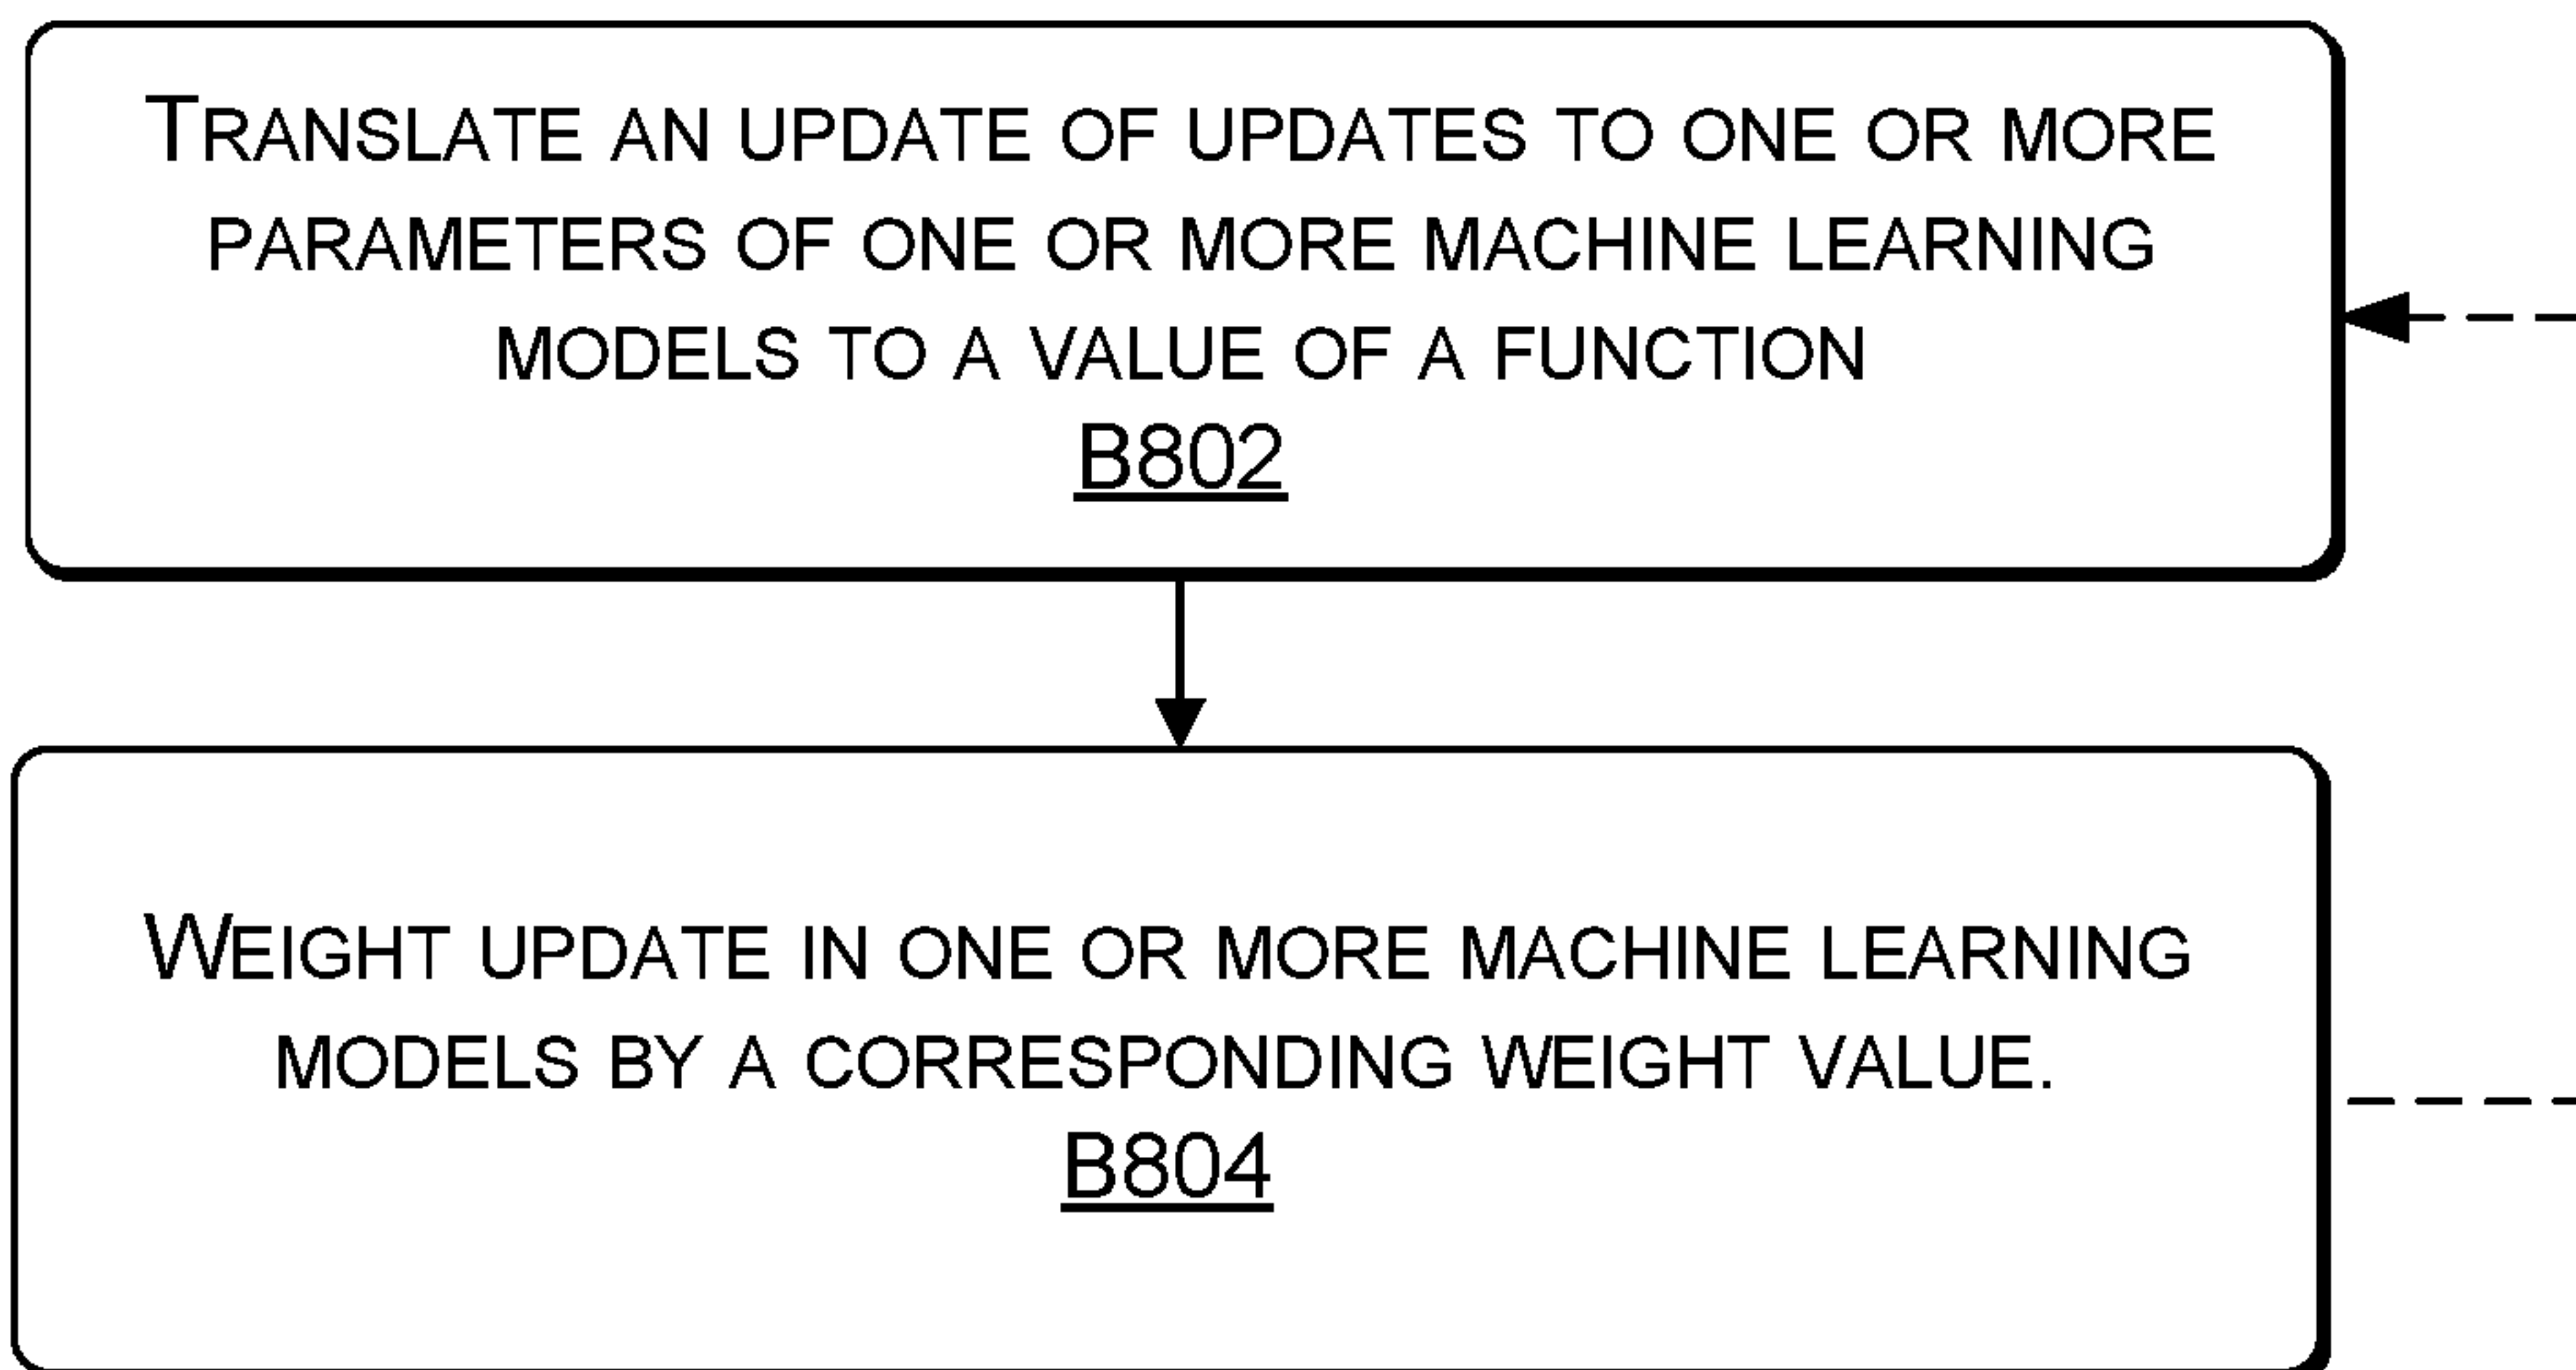 Translate an update of updates to one or more
parameters of one or more machine learning
models to a value of a function
B802
Weight update in one or more machine learning
models by a corresponding weight value.
B804